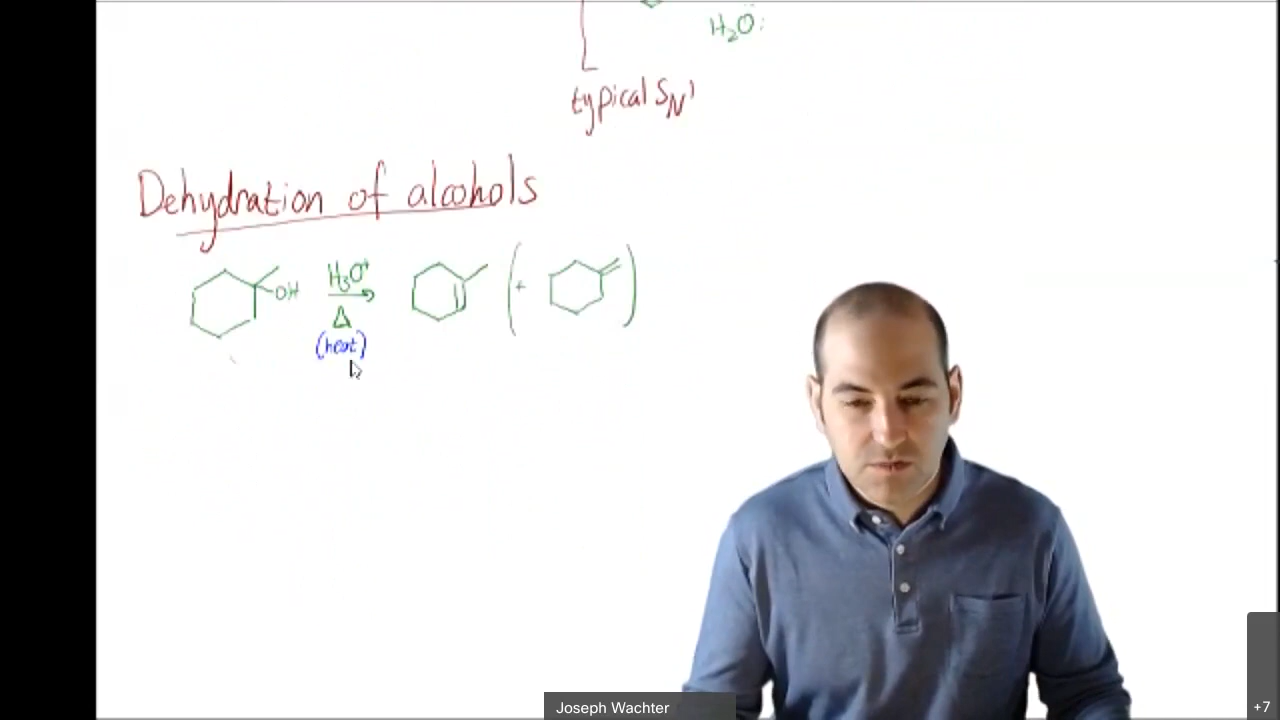 H₂O:
typical SN1
Dehydration of alcohols
OH H₃O⁺ ( + )
Δ
(heat)
Joseph Wachter
+7